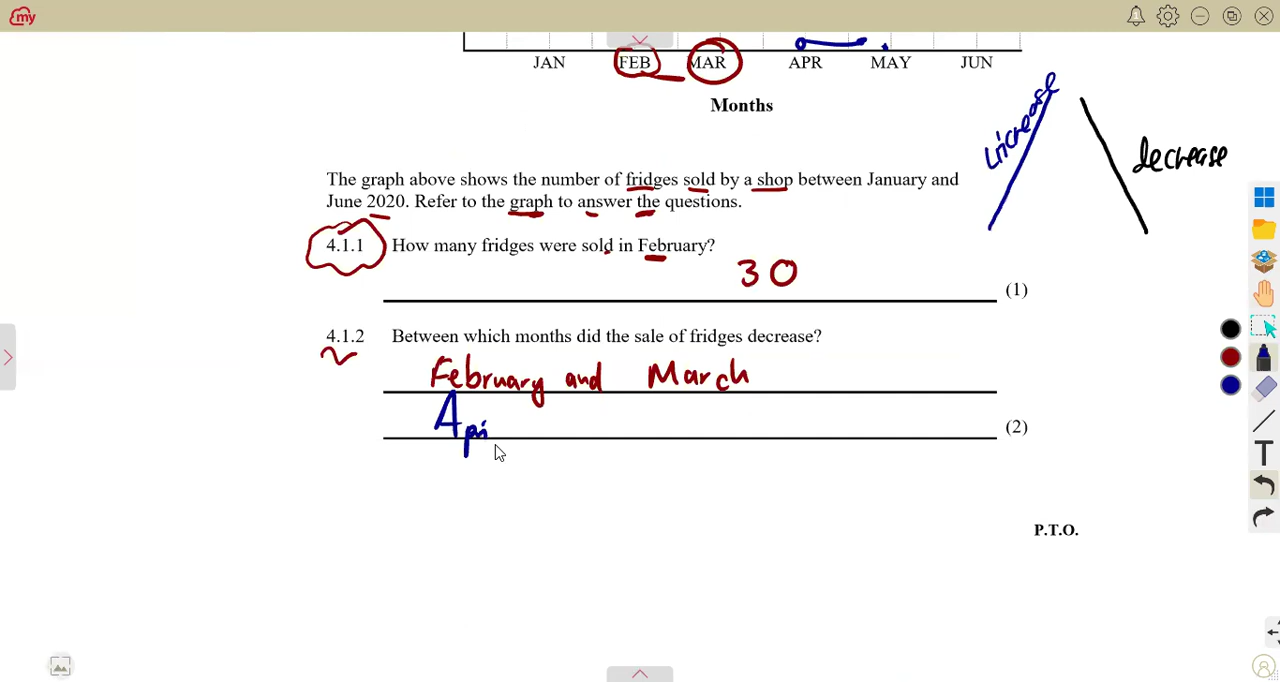 my
JAN FEB MAR APR MAY JUN
Months
increase
decrease
The graph above shows the number of fridges sold by a shop between January and
June 2020. Refer to the graph to answer the questions.
4.1.1 How many fridges were sold in February?
30
(1)
4.1.2 Between which months did the sale of fridges decrease?
February and March
Apri
(2)
P.T.O.
T